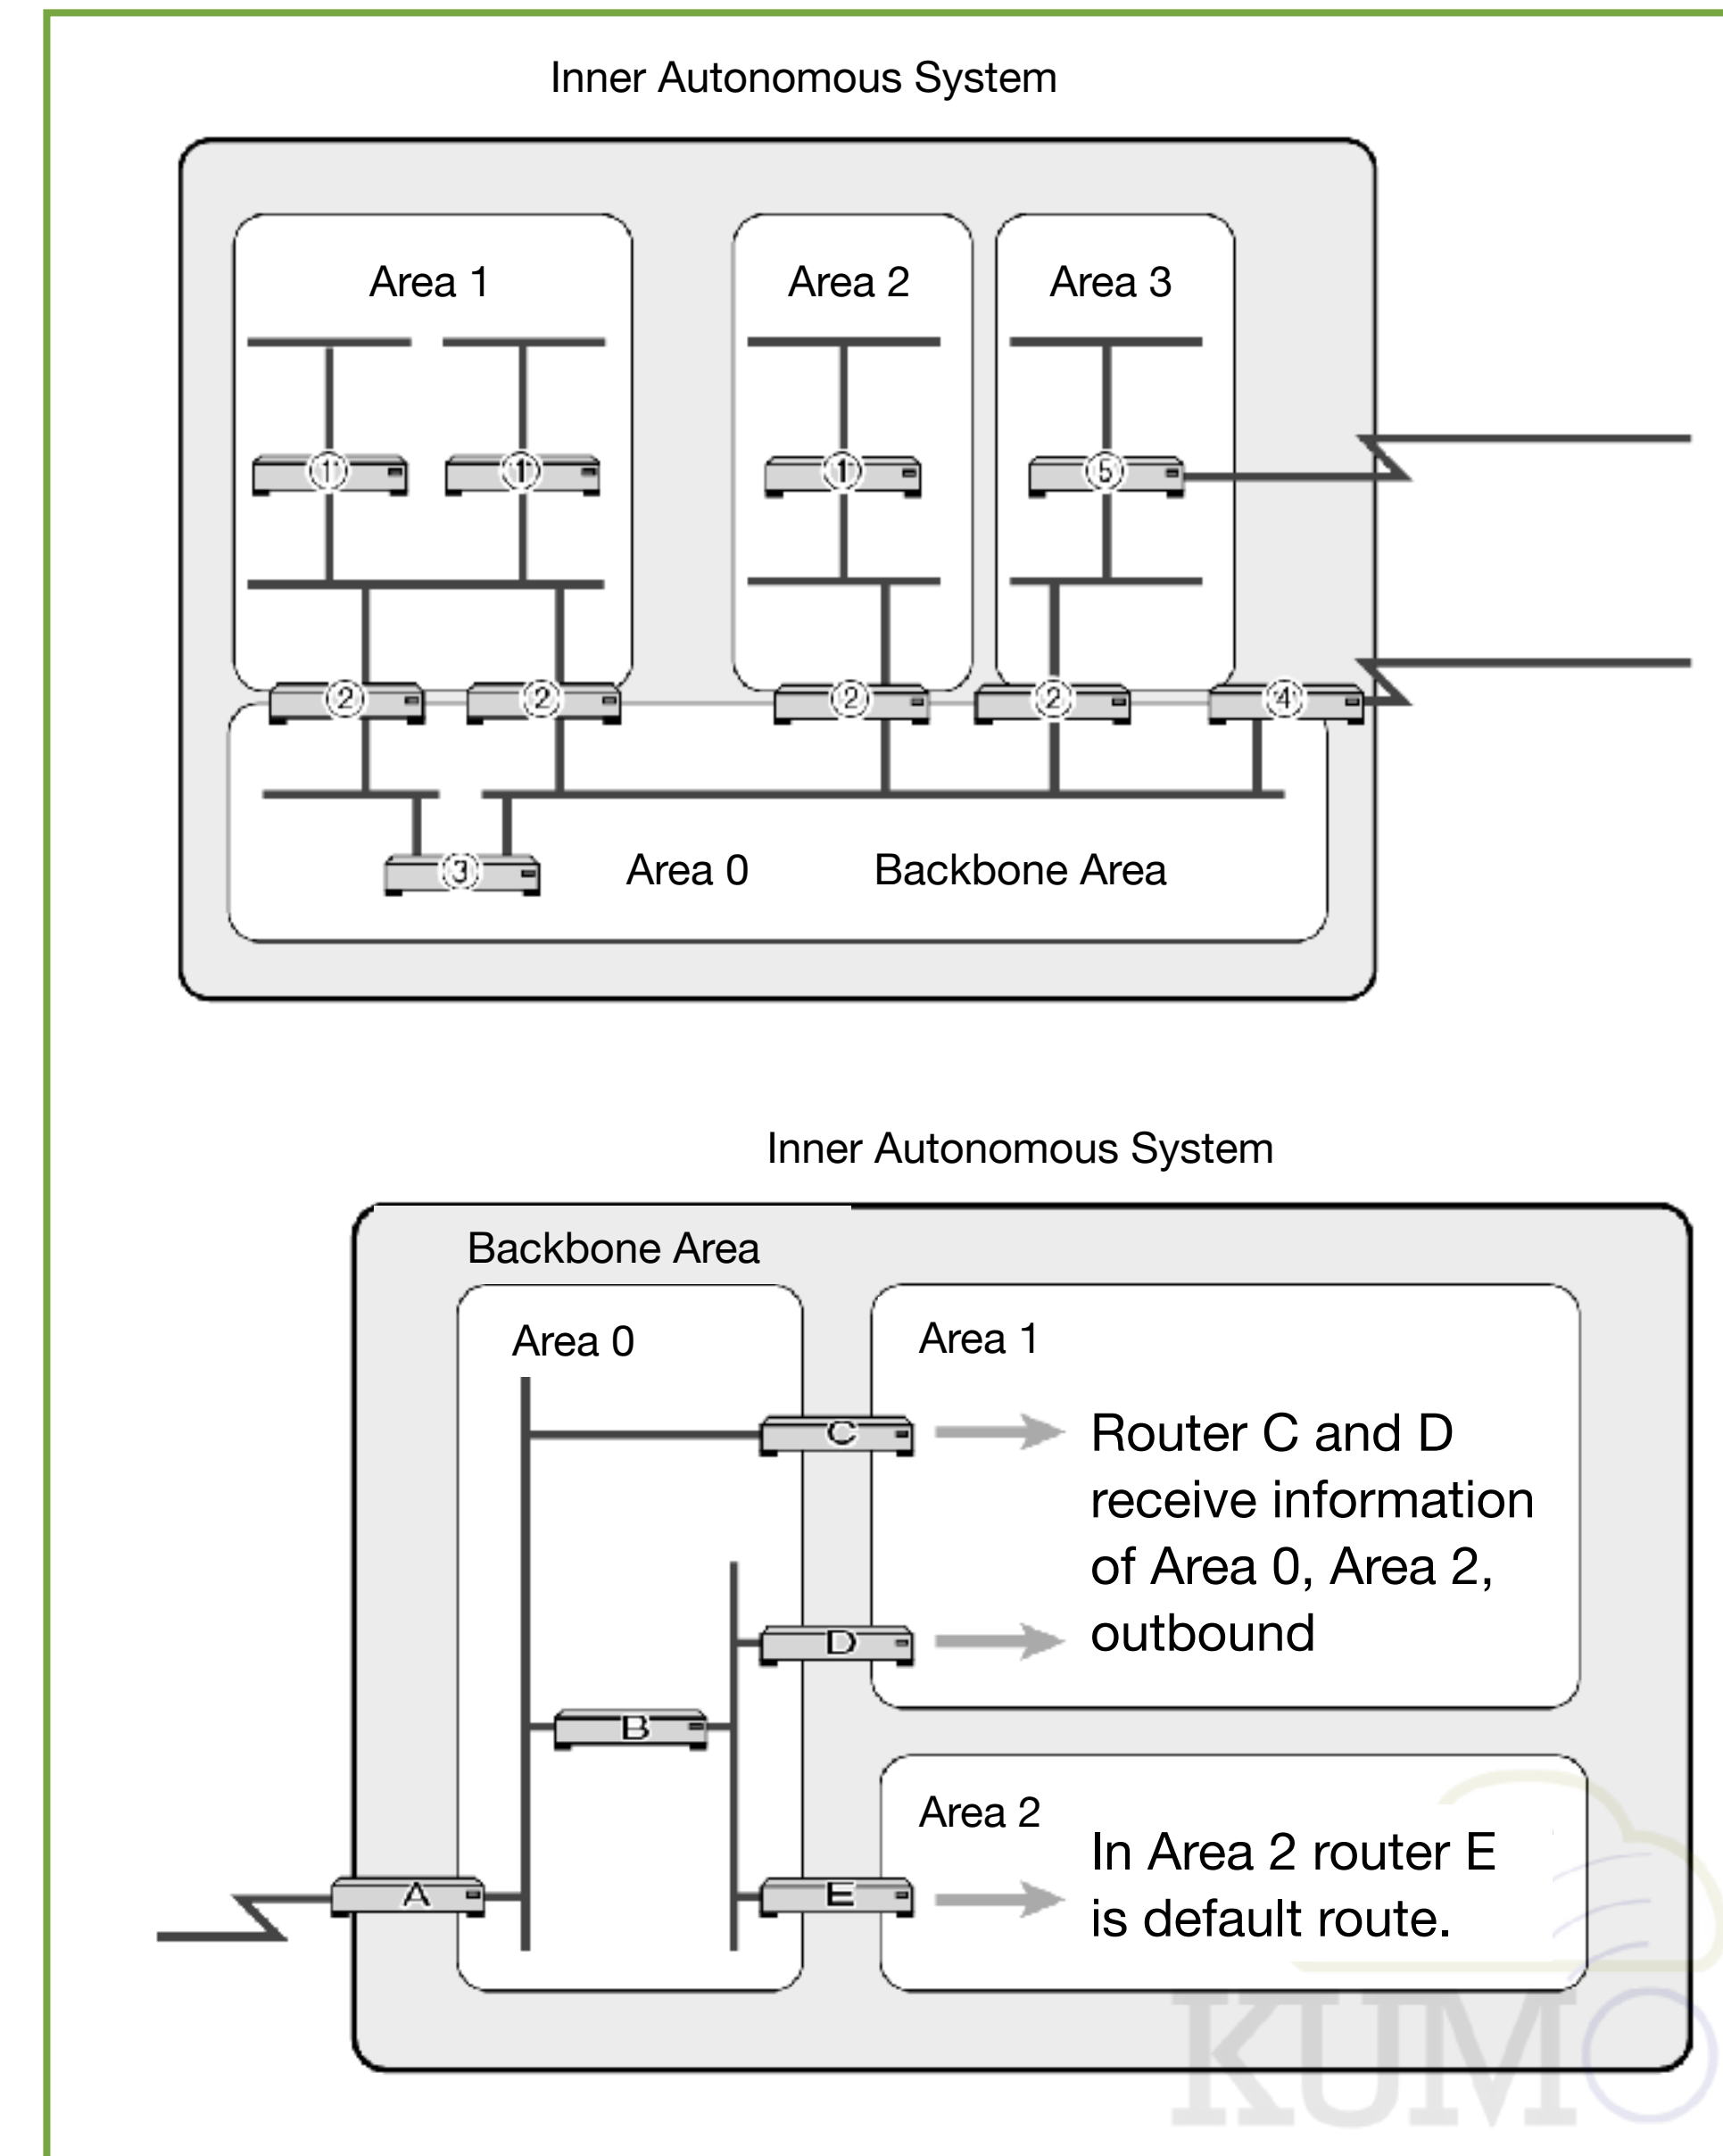 Inner Autonomous System
Area 1
Area 2
Area 3
①
①
①
⑤
②
②
②
②
④
③
Area 0
Backbone Area
Inner Autonomous System
Backbone Area
Area 0
Area 1
C
Router C and D
receive information
of Area 0, Area 2,
outbound
D
B
Area 2
In Area 2 router E
is default route.
A
E
KUMO